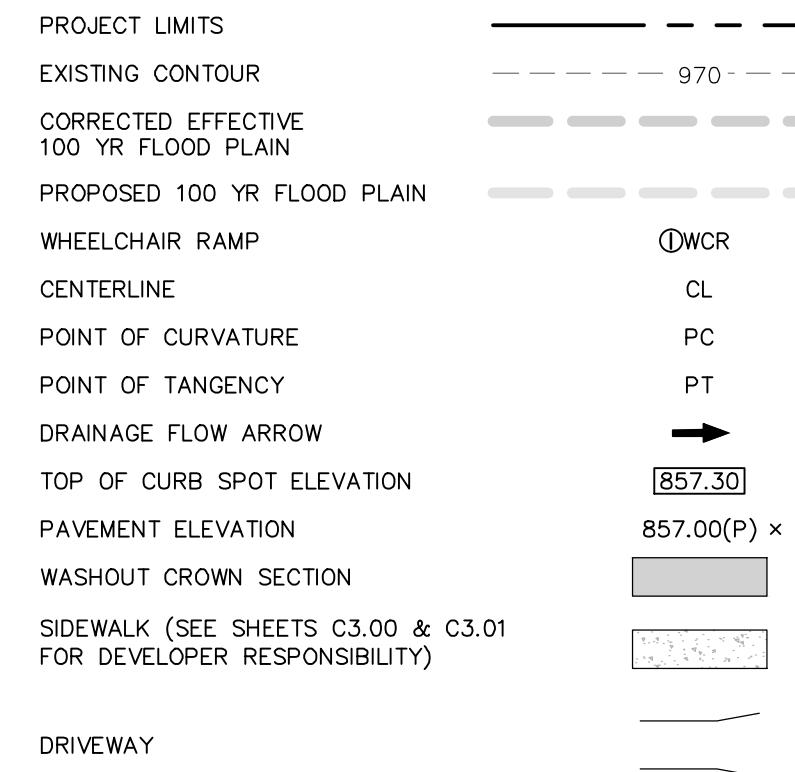 PROJECT LIMITS
EXISTING CONTOUR 970
CORRECTED EFFECTIVE
100 YR FLOOD PLAIN
PROPOSED 100 YR FLOOD PLAIN
WHEELCHAIR RAMP WCR
CENTERLINE CL
POINT OF CURVATURE PC
POINT OF TANGENCY PT
DRAINAGE FLOW ARROW
TOP OF CURB SPOT ELEVATION 857.30
PAVEMENT ELEVATION 857.00(P) ×
WASHOUT CROWN SECTION
SIDEWALK (SEE SHEETS C3.00 & C3.01
FOR DEVELOPER RESPONSIBILITY)
DRIVEWAY